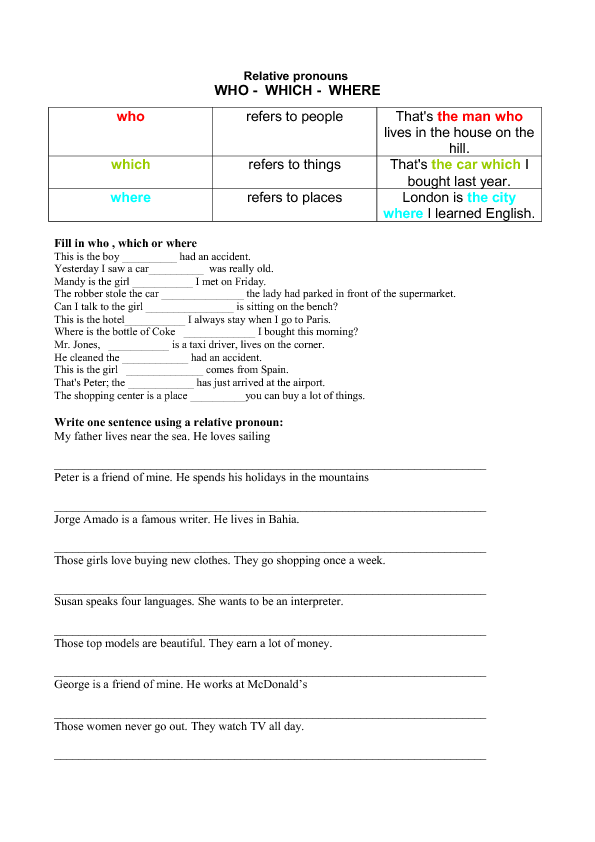 Relative pronouns
WHO -  WHICH -  WHERE
who
refers to people
That's the man who
lives in the house on the
hill.
which
refers to things
That's the car which I
bought last year.
where
refers to places
London is the city
where I learned English.
Fill in who , which or where
This is the boy __________ had an accident.
Yesterday I saw a car__________  was really old.
Mandy is the girl ___________ I met on Friday.
The robber stole the car _______________ the lady had parked in front of the supermarket.
Can I talk to the girl ________________ is sitting on the bench?
This is the hotel___________ I always stay when I go to Paris.
Where is the bottle of Coke  _____________ I bought this morning?
Mr. Jones,  ___________ is a taxi driver, lives on the corner.
He cleaned the ____________ had an accident.
This is the girl  ______________ comes from Spain.
That's Peter; the ____________ has just arrived at the airport.
The shopping center is a place __________you can buy a lot of things.
Write one sentence using a relative pronoun:
My father lives near the sea. He loves sailing
Peter is a friend of mine. He spends his holidays in the mountains
Jorge Amado is a famous writer. He lives in Bahia.
Those girls love buying new clothes. They go shopping once a week.
Susan speaks four languages. She wants to be an interpreter.
Those top models are beautiful. They earn a lot of money.
George is a friend of mine. He works at McDonald's
Those women never go out. They watch TV all day.